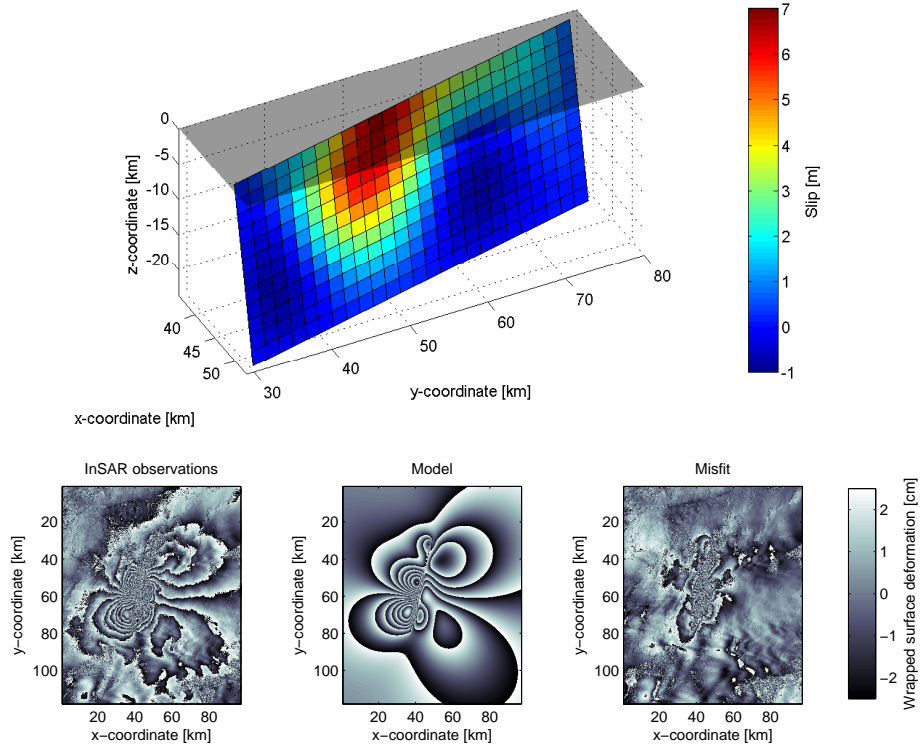 0
-5
-10
-15
-20
z-coordinate [km]
40
45
50
x-coordinate [km]
30
40
50
60
70
80
y-coordinate [km]
7
6
5
4
3
2
1
0
-1
Slip [m]
InSAR observations
20
40
60
80
100
y−coordinate [km]
20 40 60 80
x−coordinate [km]
Model
20
40
60
80
100
y−coordinate [km]
20 40 60 80
x−coordinate [km]
Misfit
20
40
60
80
100
y−coordinate [km]
20 40 60 80
x−coordinate [km]
2
1
0
−1
−2
Wrapped surface deformation [cm]